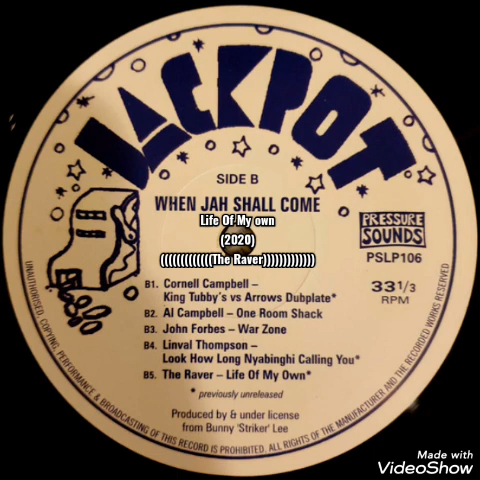 JACKPOT
SIDE B
WHEN JAH SHALL COME
Life Of My own
(2020)
(((((((((((((The Raver)))))))))))))
PRESSURE
SOUNDS
PSLP106
33 1/3
RPM
B1. Cornell Campbell –
King Tubby's vs Arrows Dubplate*
B2. Al Campbell – One Room Shack
B3. John Forbes – War Zone
B4. Linval Thompson –
Look How Long Nyabinghi Calling You*
B5. The Raver – Life Of My Own*
* previously unreleased
Produced by & under license
from Bunny 'Striker' Lee
UNAUTHORISED, COPYING, PERFORMANCE & BROADCASTING OF THIS RECORD IS PROHIBITED. ALL RIGHTS OF THE MANUFACTURER AND THE RECORDED WORKS RESERVED
Made with
VideoShow